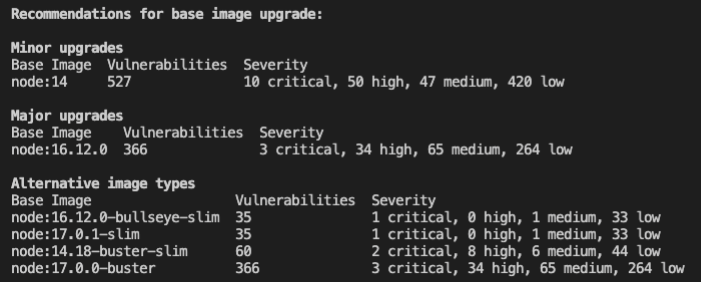 Recommendations for base image upgrade:
Minor upgrades
Base Image Vulnerabilities Severity
node:14 527 10 critical, 50 high, 47 medium, 420 low
Major upgrades
Base Image Vulnerabilities Severity
node:16.12.0 366 3 critical, 34 high, 65 medium, 264 low
Alternative image types
Base Image Vulnerabilities Severity
node:16.12.0-bullseye-slim 35 1 critical, 0 high, 1 medium, 33 low
node:17.0.1-slim 35 1 critical, 0 high, 1 medium, 33 low
node:14.18-buster-slim 60 2 critical, 8 high, 6 medium, 44 low
node:17.0.0-buster 366 3 critical, 34 high, 65 medium, 264 low